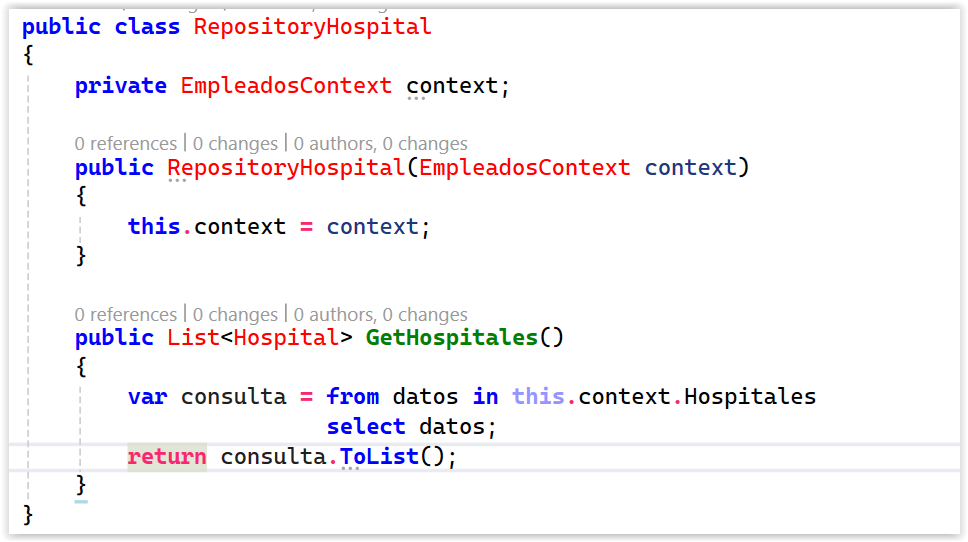 public class RepositoryHospital
{
private EmpleadosContext context;
0 references | 0 changes | 0 authors, 0 changes
public RepositoryHospital(EmpleadosContext context)
{
this.context = context;
}
0 references | 0 changes | 0 authors, 0 changes
public List<Hospital> GetHospitales()
{
var consulta = from datos in this.context.Hospitales
select datos;
return consulta.ToList();
}
}